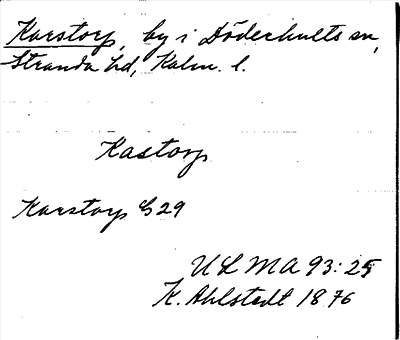 Karstorp, by i Döderhults sn,
Stranda hd, Kalm. l.
Kastorp
Karstorp G 29
ULMA 93:25
K. Ahlstedt 1876